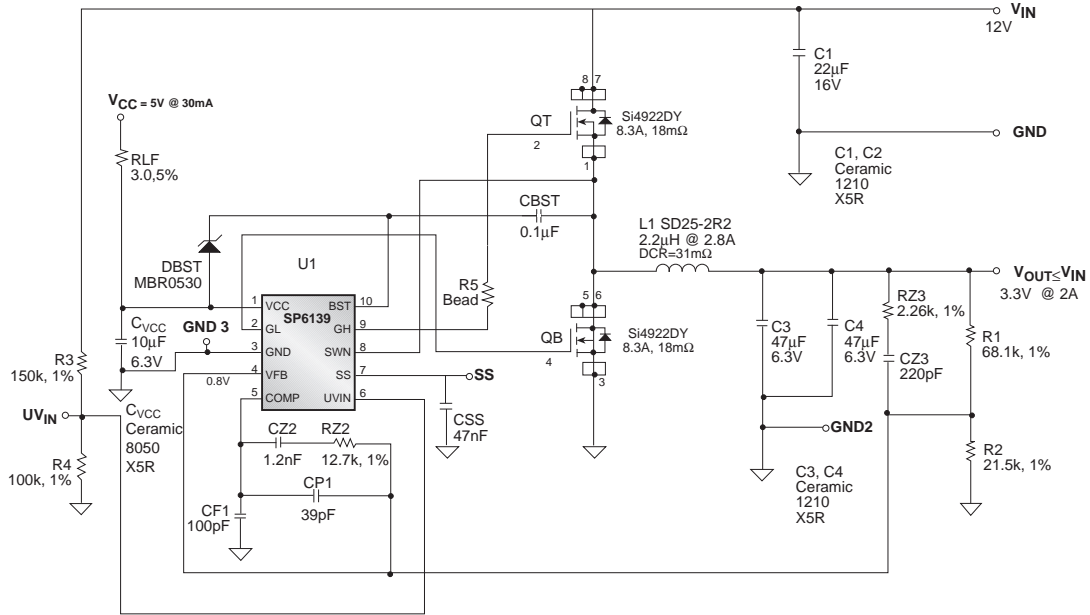 V_IN
12V
C1
22µF
16V
GND
C1, C2
Ceramic
1210
X5R
V_CC = 5V @ 30mA
RLF
3.0,5%
8 7
QT
Si4922DY
8.3A, 18mΩ
2
1
CBST
0.1µF
DBST
MBR0530
U1
L1 SD25-2R2
2.2µH @ 2.8A
DCR=31mΩ
V_OUT≤V_IN
3.3V @ 2A
R5
Bead
1 VCC BST 10
SP6139
2 GL GH 9
3 GND SWN 8
4 VFB SS 7
5 COMP UVIN 6
GND 3
0.8V
C_VCC
10µF
6.3V
R3
150k, 1%
UV_IN
R4
100k, 1%
C_VCC
Ceramic
8050
X5R
5 6
QB
Si4922DY
8.3A, 18mΩ
4
3
SS
CSS
47nF
CZ2
1.2nF
RZ2
12.7k, 1%
CP1
39pF
CF1
100pF
C3
47µF
6.3V
C4
47µF
6.3V
RZ3
2.26k, 1%
CZ3
220pF
R1
68.1k, 1%
GND2
R2
21.5k, 1%
C3, C4
Ceramic
1210
X5R